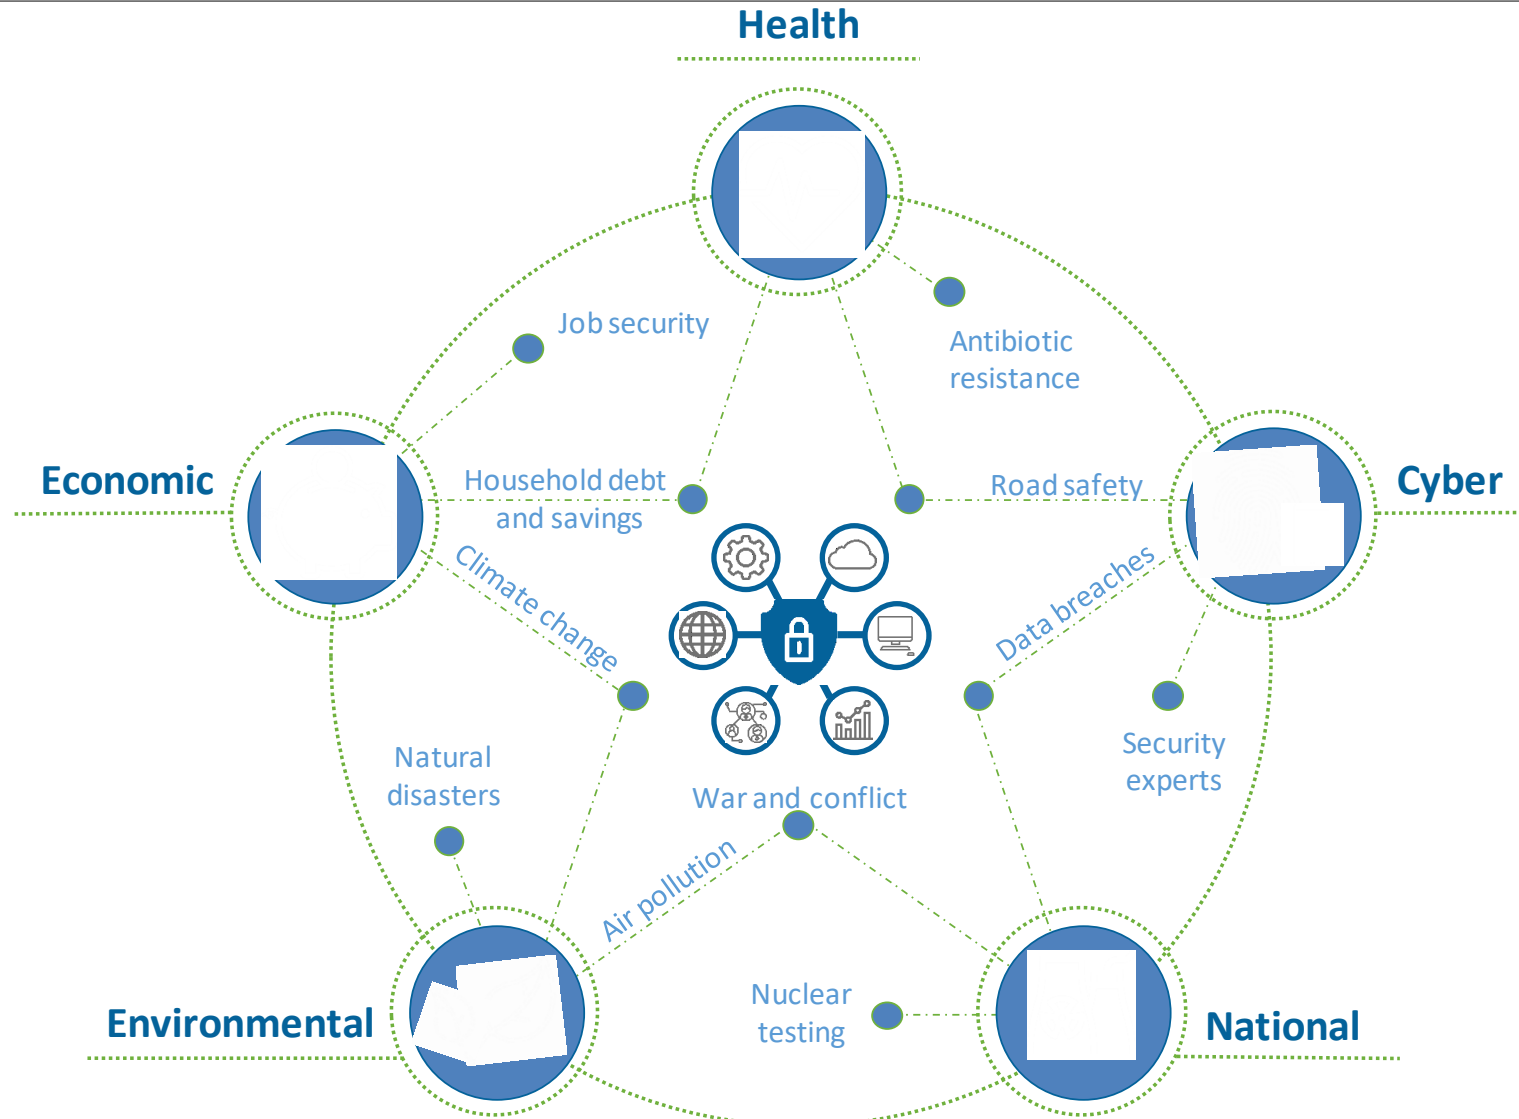 Health
Job security
Antibiotic
resistance
Economic
Household debt
and savings
Road safety
Cyber
Climate change
Data breaches
Natural
disasters
Security
experts
War and conflict
Air pollution
Nuclear
testing
Environmental
National